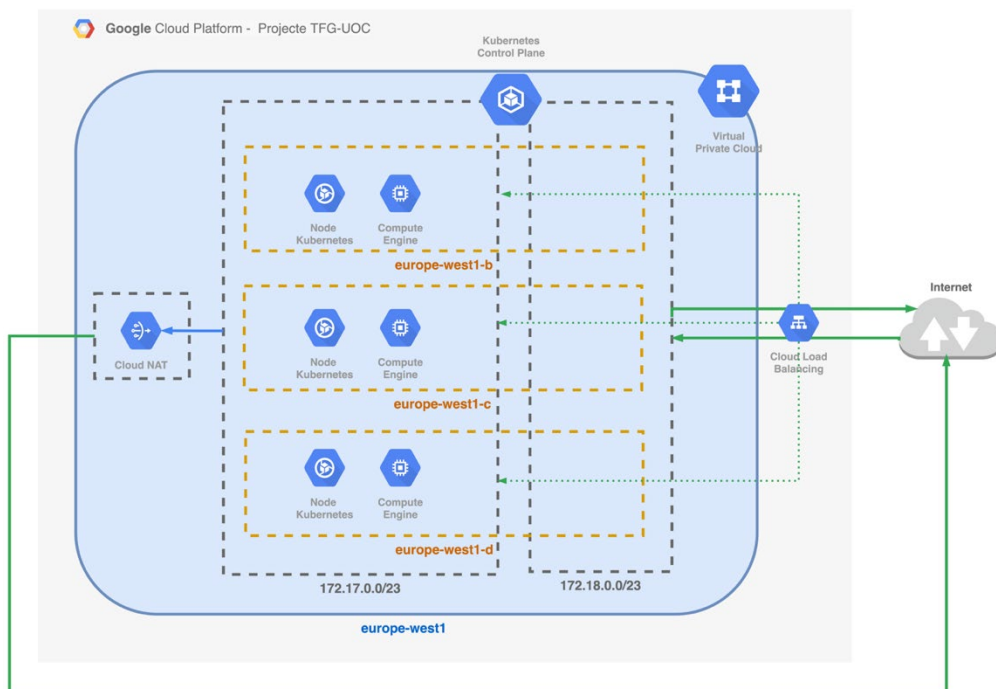 Google Cloud Platform - Projecte TFG-UOC
Kubernetes
Control Plane
Virtual
Private Cloud
Node
Kubernetes
Compute
Engine
europe-west1-b
Internet
Cloud NAT
Node
Kubernetes
Compute
Engine
Cloud Load
Balancing
europe-west1-c
Node
Kubernetes
Compute
Engine
europe-west1-d
172.17.0.0/23
172.18.0.0/23
europe-west1